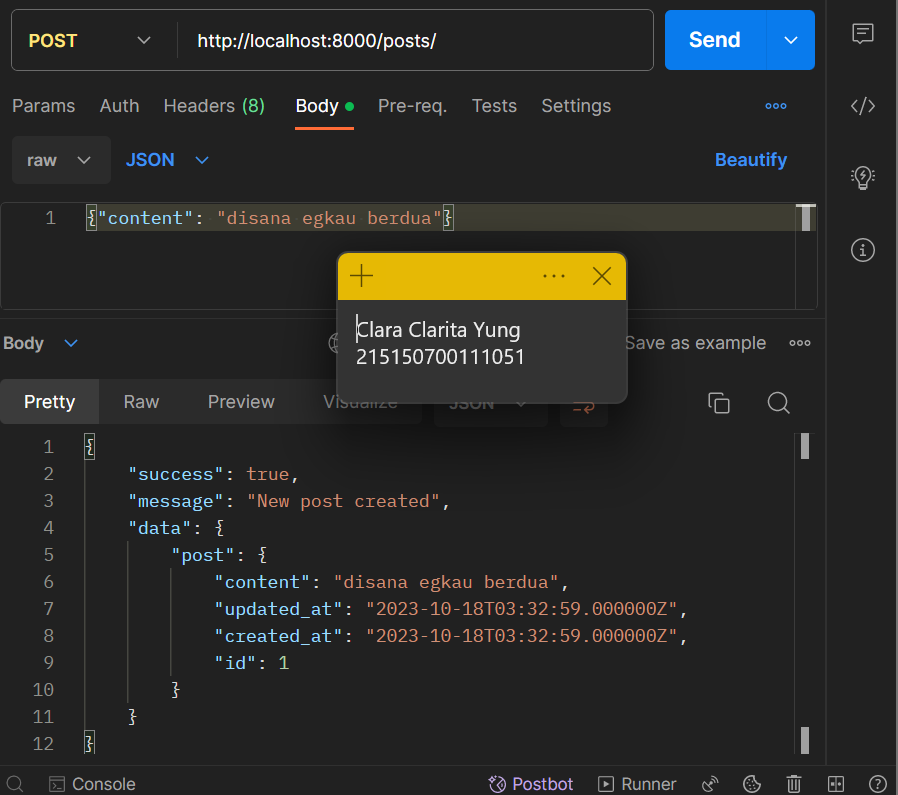 POST http://localhost:8000/posts/ Send
Params Auth Headers (8) Body Pre-req. Tests Settings
raw JSON Beautify
1 {"content": "disana egkau berdua"}
Clara Clarita Yung
215150700111051
Body Save as example
Pretty Raw Preview Visualize JSON
1 {
2 "success": true,
3 "message": "New post created",
4 "data": {
5 "post": {
6 "content": "disana egkau berdua",
7 "updated_at": "2023-10-18T03:32:59.000000Z",
8 "created_at": "2023-10-18T03:32:59.000000Z",
9 "id": 1
10 }
11 }
12 }
Console Postbot Runner